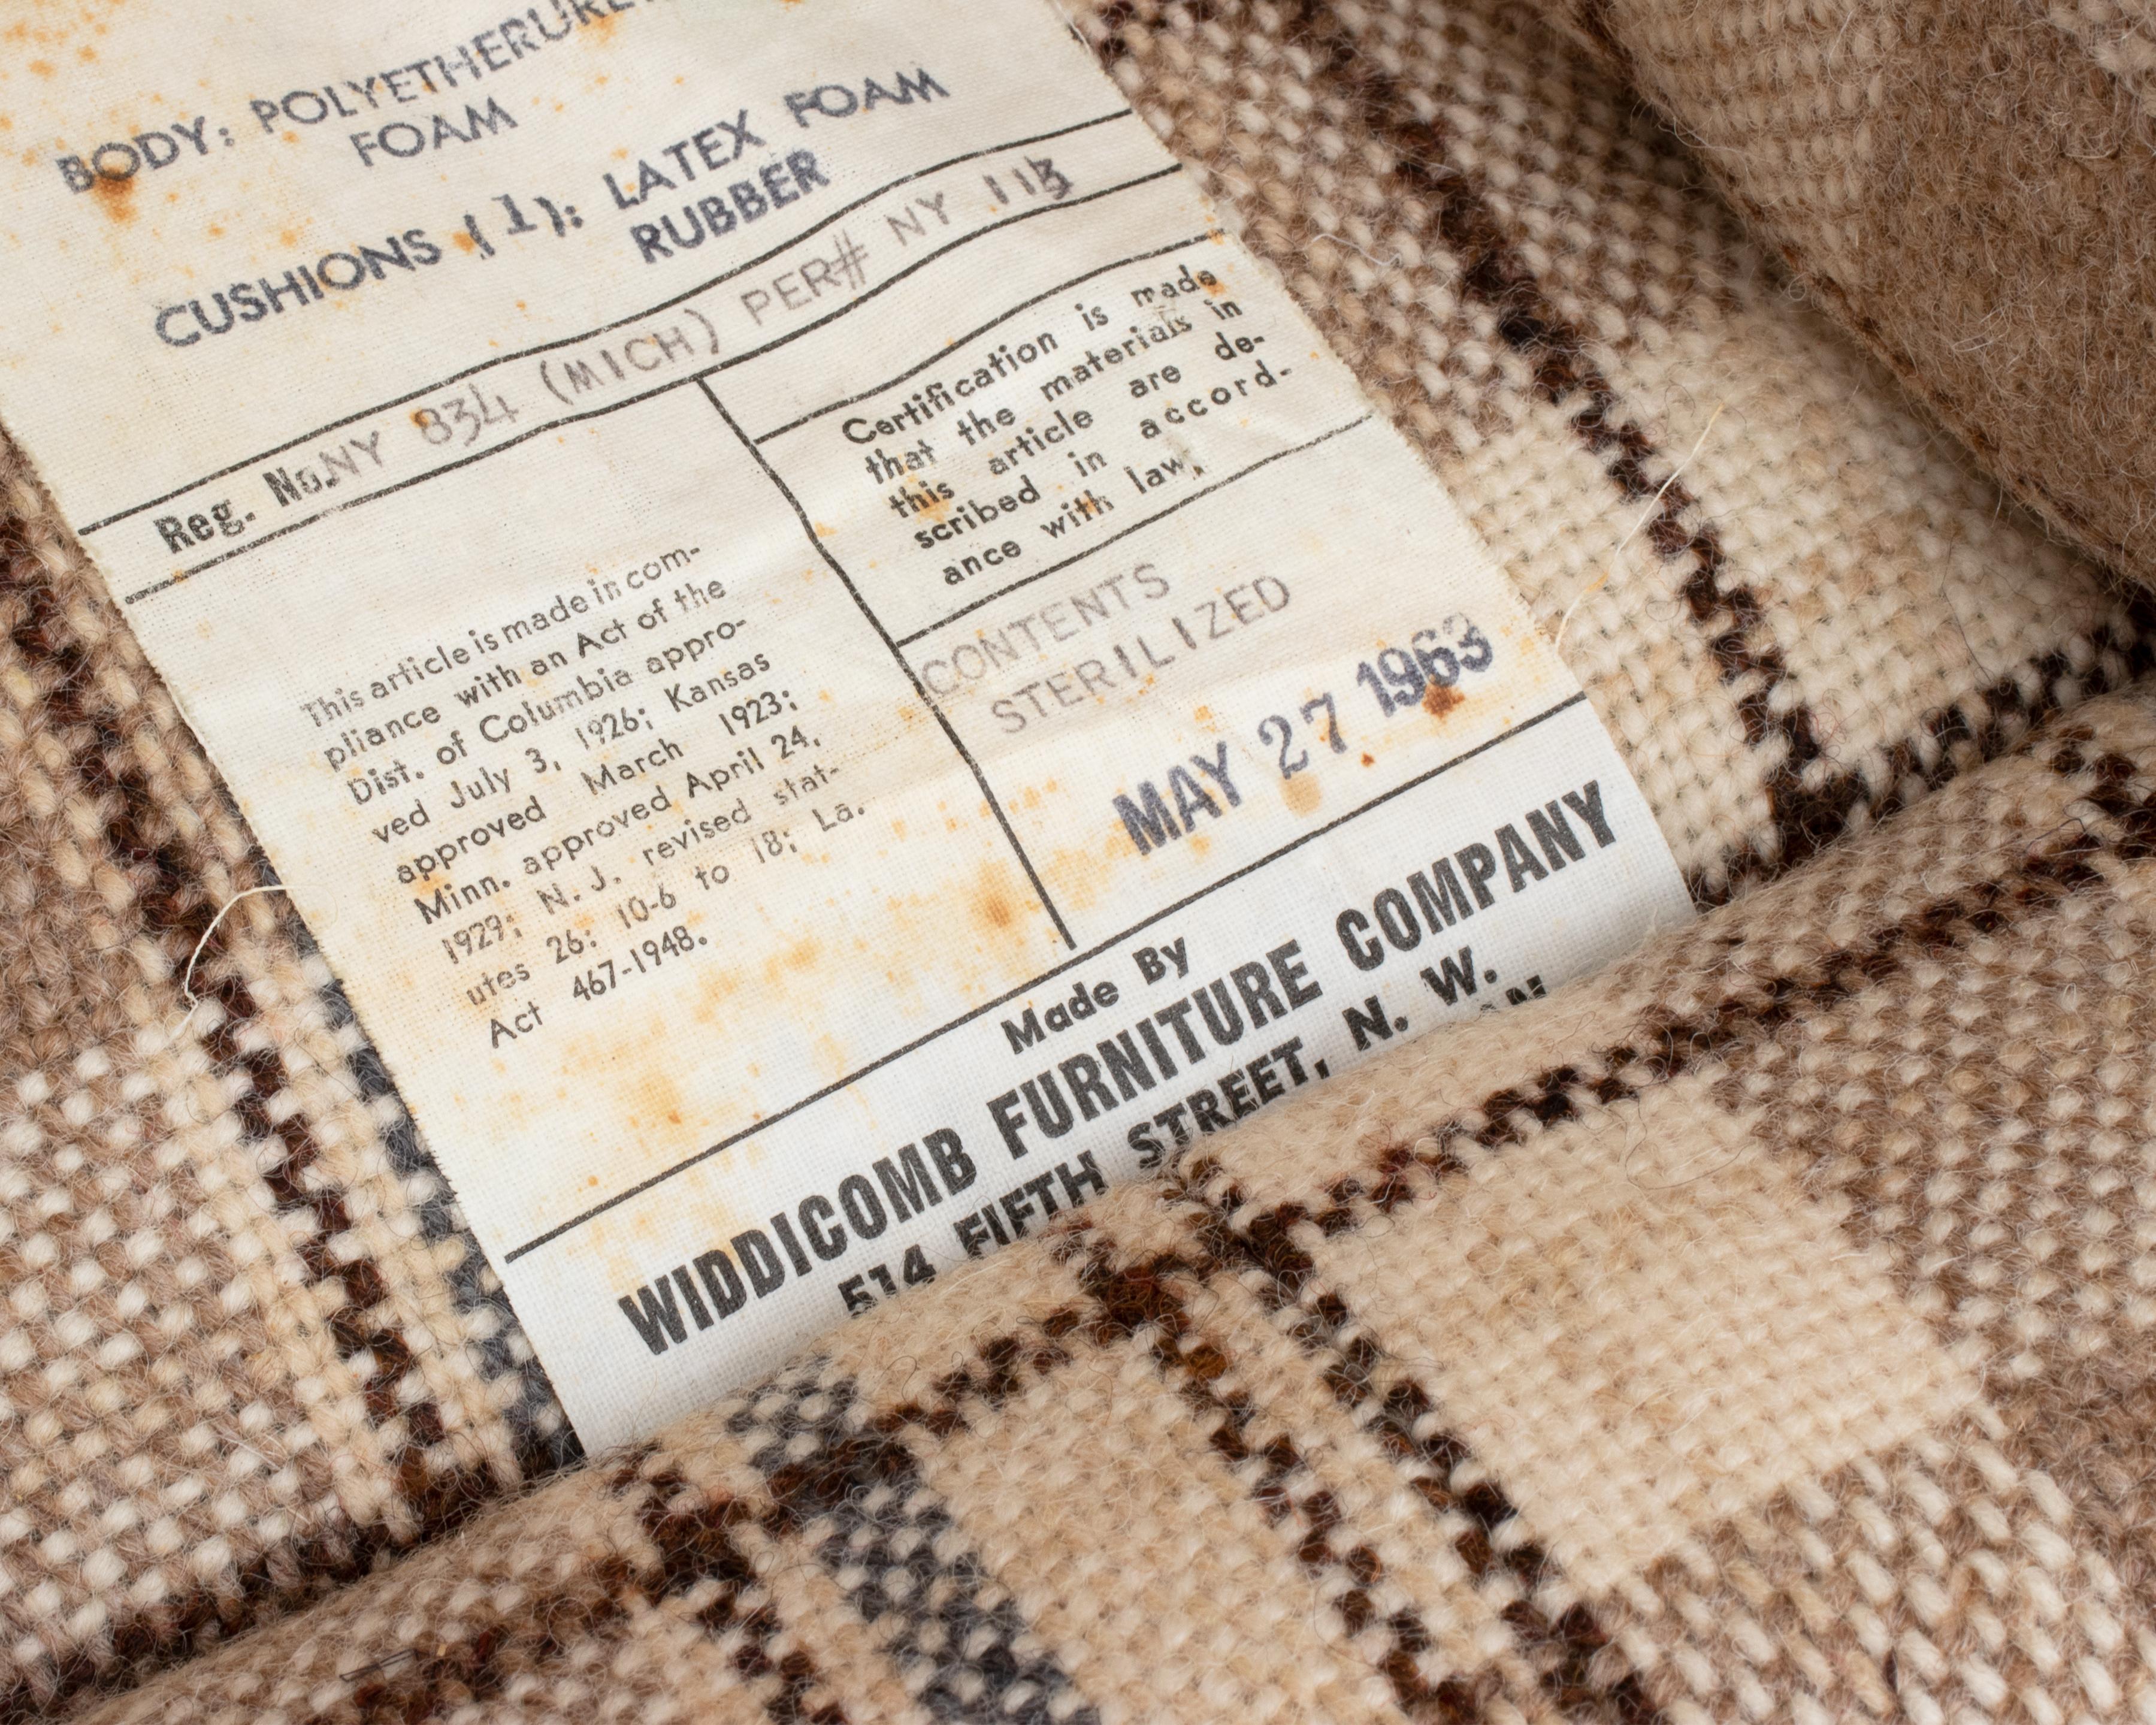 BODY: POLYETHERURE
FOAM
CUSHIONS (1): LATEX FOAM
RUBBER
Reg. No. NY 834 (MICH) PER# NY 113
This article is made in com-
pliance with an Act of the
Dist. of Columbia appro-
ved July 3, 1926; Kansas
approved March 1923;
Minn. approved April 24,
1929; N. J. revised stat-
utes 26: 10-6 to 18; La.
Act 467-1948.
Certification is made
that the materials in
this article are de-
scribed in accord-
ance with law.
CONTENTS
STERILIZED
MAY 27 1963
Made By
WIDDICOMB FURNITURE COMPANY
514 FIFTH STREET, N. W.